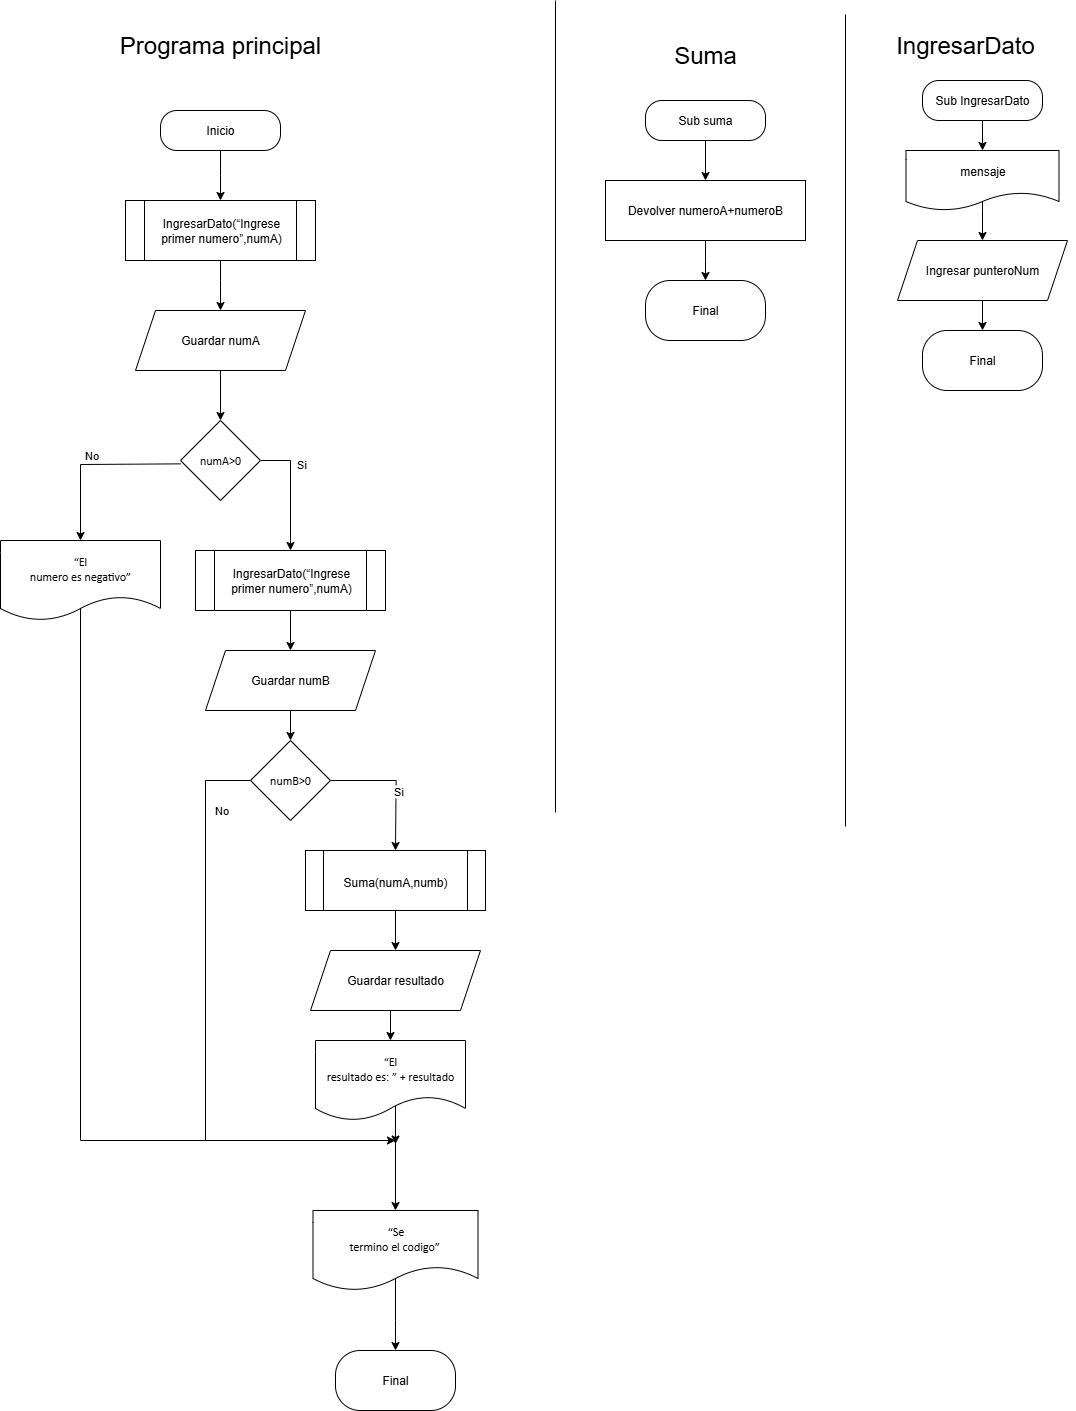 Programa principal
Inicio
IngresarDato("Ingrese
primer numero",numA)
Guardar numA
numA>0
No
Si
"El
numero es negativo"
IngresarDato("Ingrese
primer numero",numA)
Guardar numB
numB>0
No
Si
Suma(numA,numb)
Guardar resultado
"El
resultado es: " + resultado
"Se
termino el codigo"
Final
Suma
Sub suma
Devolver numeroA+numeroB
Final
IngresarDato
Sub IngresarDato
mensaje
Ingresar punteroNum
Final